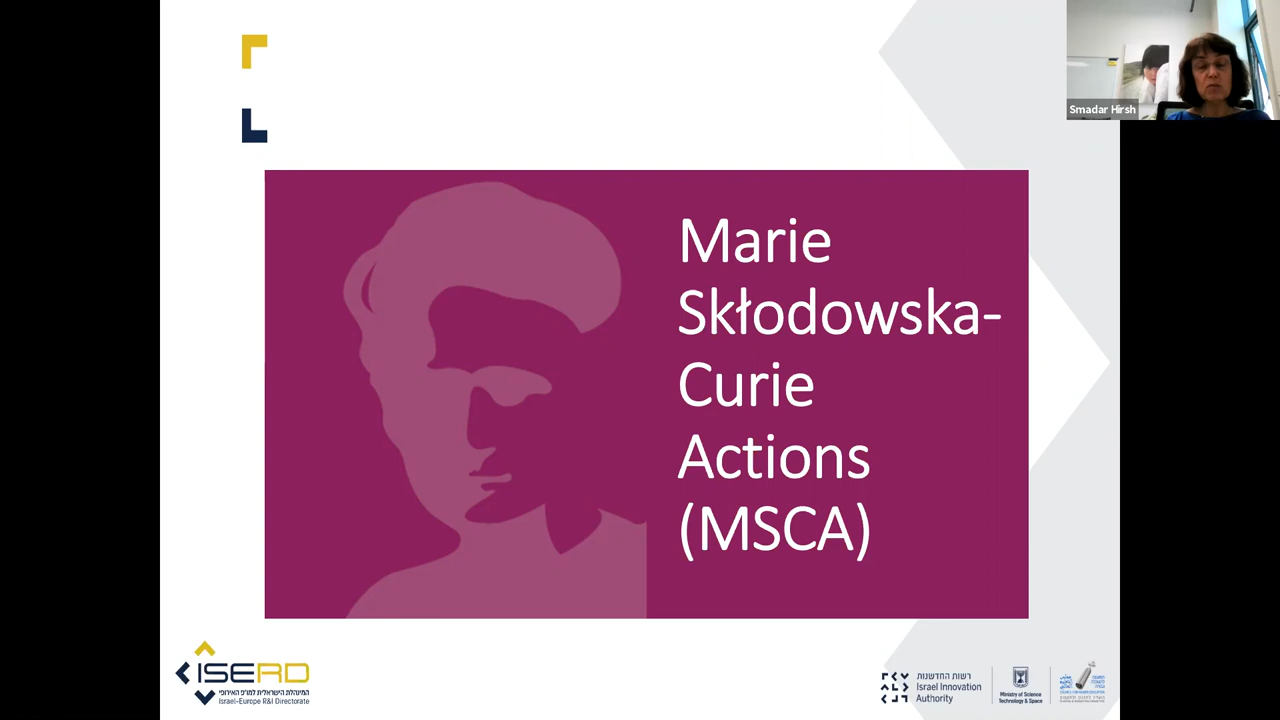 Smadar Hirsh
Marie
Skłodowska-
Curie
Actions
(MSCA)
ISERD
המינהלת הישראלית למו״פ האירופי
Israel-Europe R&I Directorate
רשות החדשנות
Israel Innovation
Authority
Ministry of Science
Technology & Space